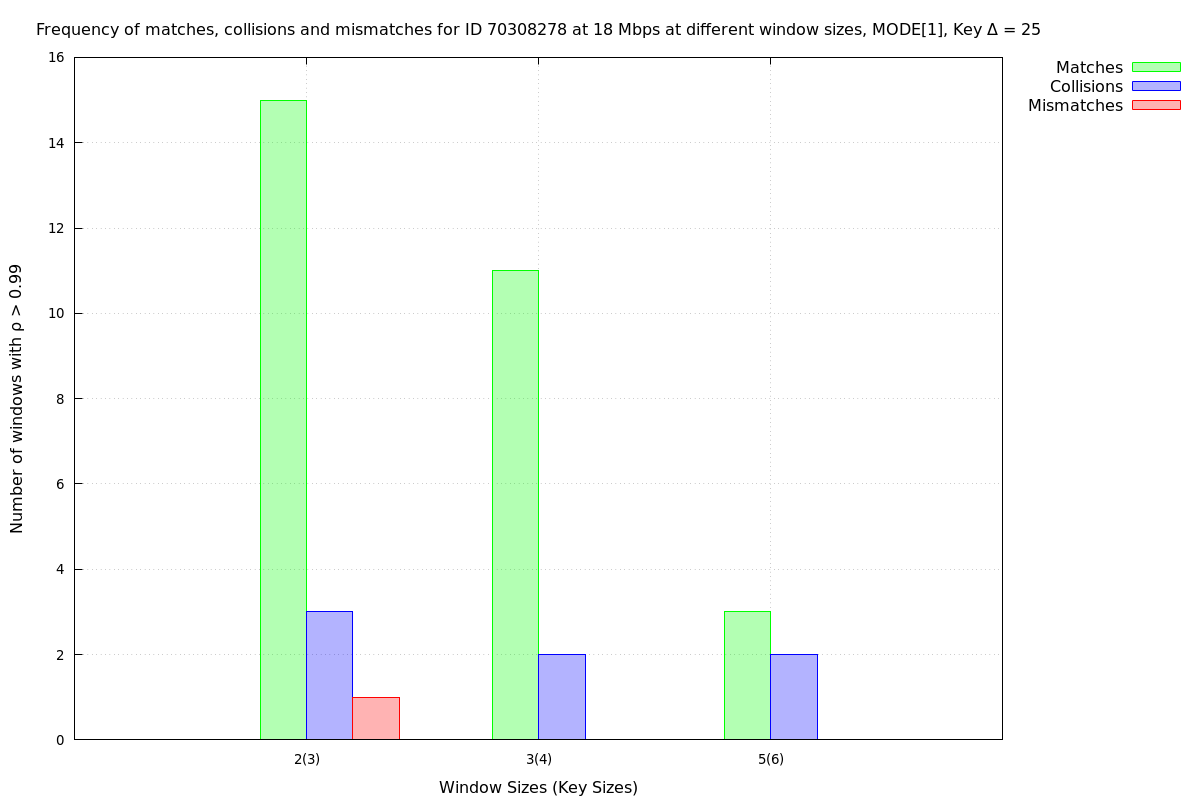 Frequency of matches, collisions and mismatches for ID 70308278 at 18 Mbps at different window sizes, MODE[1], Key Δ = 25
Matches
Collisions
Mismatches
Number of windows with ρ > 0.99
16
14
12
10
8
6
4
2
0
2(3) 3(4) 5(6)
Window Sizes (Key Sizes)